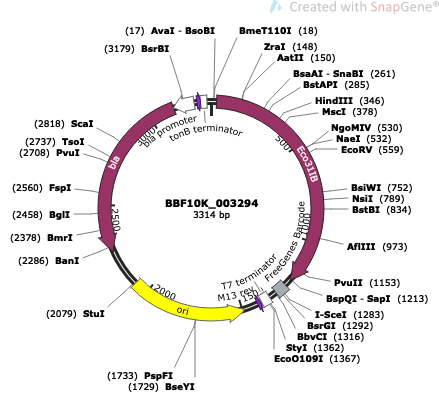 Created with SnapGene®
(17) AvaI - BsoBI
BmeT110I (18)
(3179) BsrBI
ZraI (148)
AatII (150)
BsaAI - SnaBI (261)
BstAPI (285)
HindIII (346)
MscI (378)
NgoMIV (530)
NaeI (532)
EcoRV (559)
BsiWI (752)
NsiI (789)
BstBI (834)
AflIII (973)
PvuII (1153)
BspQI - SapI (1213)
I-SceI (1283)
BsrGI (1292)
BbvCI (1316)
StyI (1362)
EcoO109I (1367)
(1733) PspFI
(1729) BseYI
(2079) StuI
(2286) BanI
(2378) BmrI
(2458) BglI
(2560) FspI
(2708) PvuI
(2737) TsoI
(2818) ScaI
bla promoter
tonB terminator
Eco31IB
FreeGenes Barcode
T7 terminator
M13 rev
ori
bla
500
1000
1500
2000
2500
3000
BBF10K_003294
3314 bp